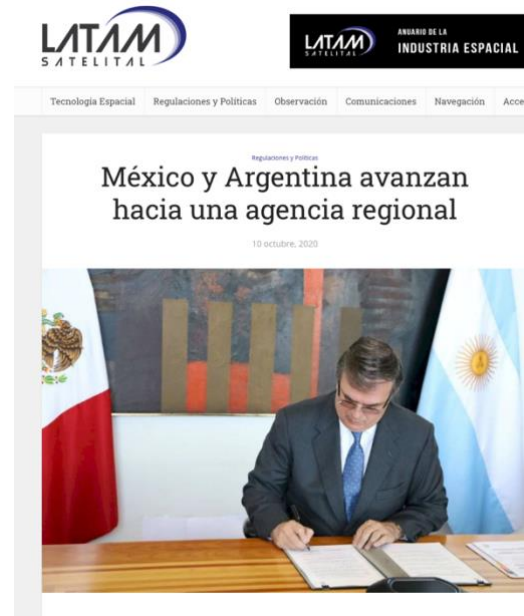 LATAM
SATELITAL
LATAM
SATELITAL
ANUARIO DE LA
INDUSTRIA ESPACIAL
Tecnología Espacial Regulaciones y Políticas Observación Comunicaciones Navegación Acce
Regulaciones y Políticas
México y Argentina avanzan
hacia una agencia regional
10 octubre, 2020